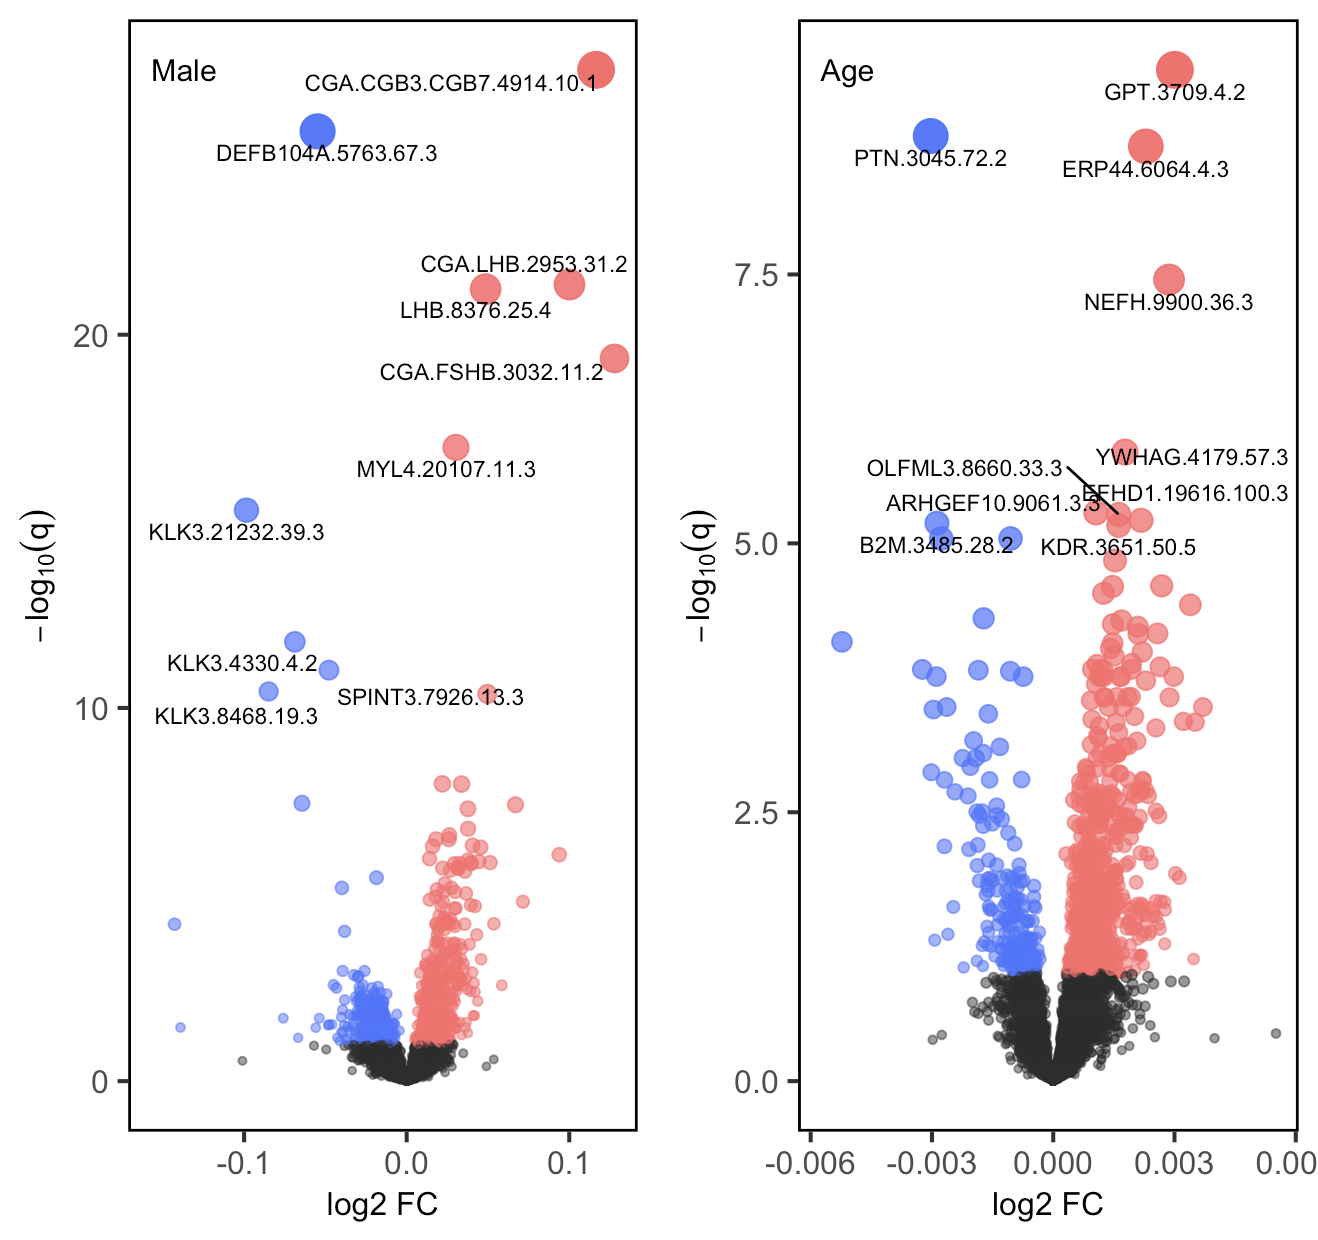 Male
CGA.CGB3.CGB7.4914.10.1
DEFB104A.5763.67.3
CGA.LHB.2953.31.2
LHB.8376.25.4
CGA.FSHB.3032.11.2
MYL4.20107.11.3
KLK3.21232.39.3
KLK3.4330.4.2
SPINT3.7926.13.3
KLK3.8468.19.3
20
10
0
−log10(q)
-0.1
0.0
0.1
log2 FC
Age
GPT.3709.4.2
PTN.3045.72.2
ERP44.6064.4.3
NEFH.9900.36.3
YWHAG.4179.57.3
OLFML3.8660.33.3
EFHD1.19616.100.3
ARHGEF10.9061.3.3
B2M.3485.28.2
KDR.3651.50.5
7.5
5.0
2.5
0.0
−log10(q)
-0.006
-0.003
0.000
0.003
0.00
log2 FC